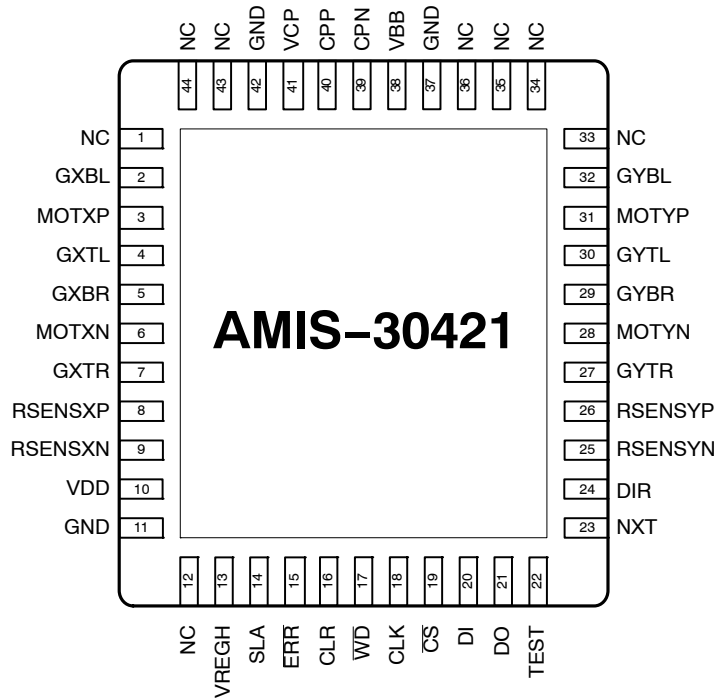 NC
NC
GND
VCP
CPP
CPN
VBB
GND
NC
NC
NC
44
43
42
41
40
39
38
37
36
35
34
NC 1
GXBL 2
MOTXP 3
GXTL 4
GXBR 5
MOTXN 6
GXTR 7
RSENSXP 8
RSENSXN 9
VDD 10
GND 11
AMIS–30421
33 NC
32 GYBL
31 MOTYP
30 GYTL
29 GYBR
28 MOTYN
27 GYTR
26 RSENSYP
25 RSENSYN
24 DIR
23 NXT
12
13
14
15
16
17
18
19
20
21
22
NC
VREGH
SLA
ERR
CLR
WD
CLK
CS
DI
DO
TEST